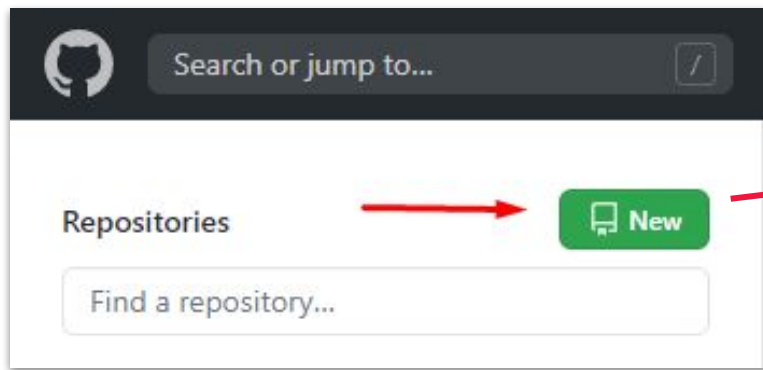 Search or jump to...
/
Repositories
New
Find a repository...